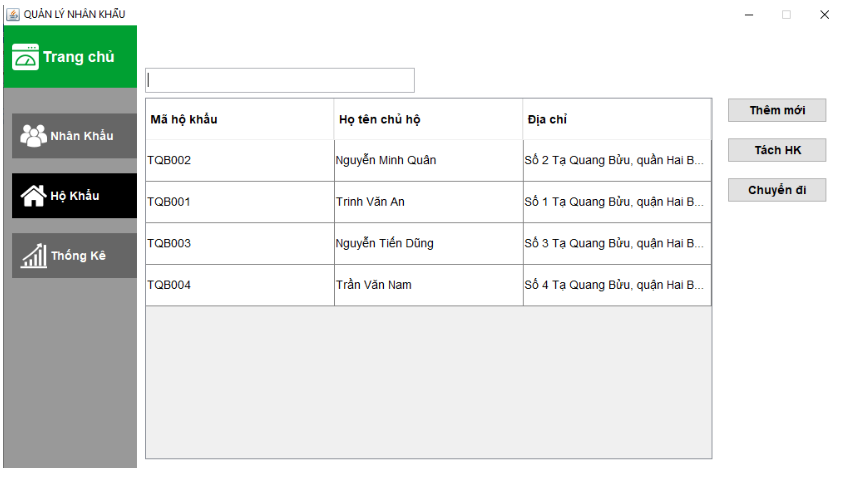 QUẢN LÝ NHÂN KHẨU
Trang chủ
Nhân Khẩu
Hộ Khẩu
Thống Kê
Mã hộ khẩu Họ tên chủ hộ Địa chỉ
TQB002 Nguyễn Minh Quân Số 2 Tạ Quang Bửu, quần Hai B...
TQB001 Trinh Văn An Số 1 Tạ Quang Bửu, quận Hai B...
TQB003 Nguyễn Tiến Dũng Số 3 Tạ Quang Bửu, quận Hai B...
TQB004 Trần Văn Nam Số 4 Tạ Quang Bửu, quận Hai B...
Thêm mới
Tách HK
Chuyển đi